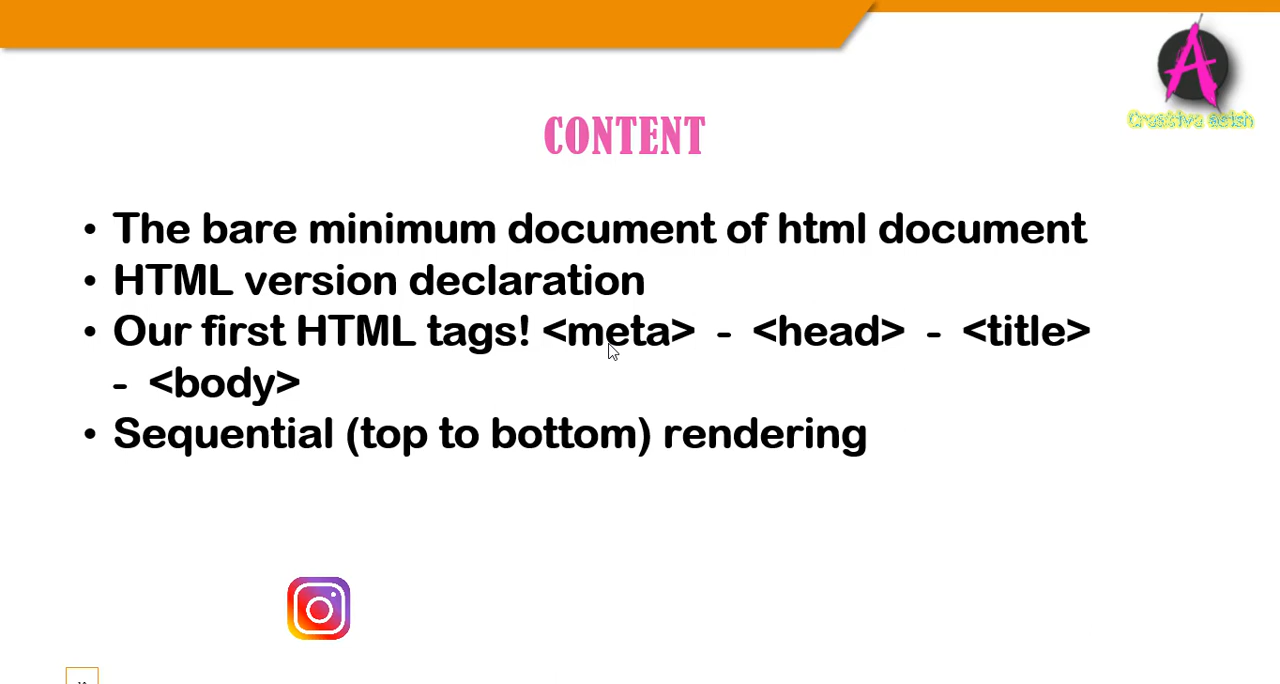 A
Creative asish
CONTENT
• The bare minimum document of html document
• HTML version declaration
• Our first HTML tags! <meta> - <head> - <title>
- <body>
• Sequential (top to bottom) rendering